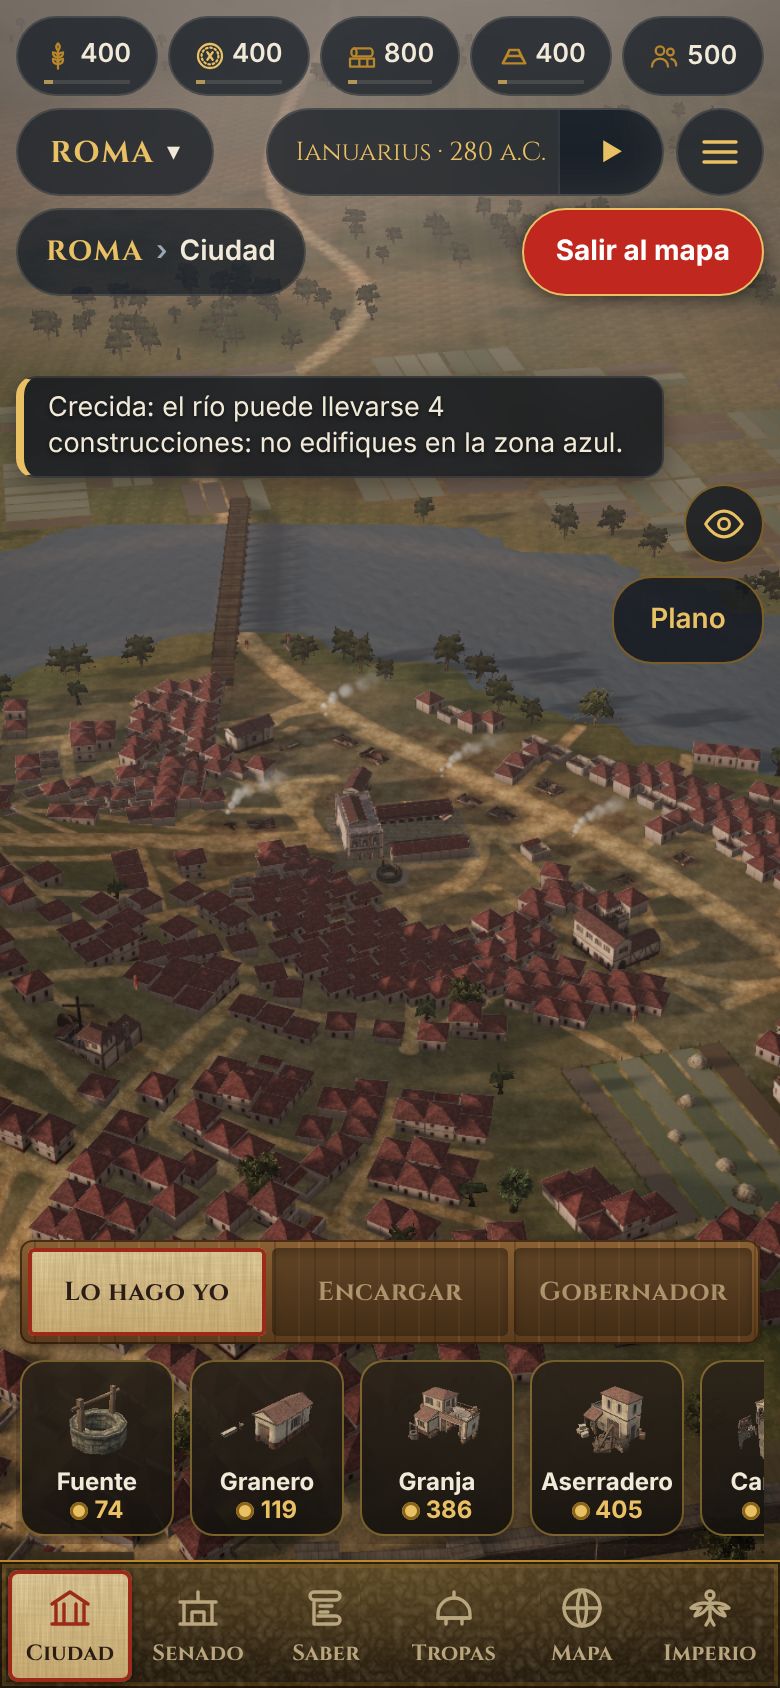 400 400 800 400 500
ROMA ▾ IANUARIUS · 280 A.C.
ROMA › Ciudad Salir al mapa
Crecida: el río puede llevarse 4
construcciones: no edifiques en la zona azul.
Plano
LO HAGO YO ENCARGAR GOBERNADOR
Fuente Granero Granja Aserradero
74 119 386 405
CIUDAD SENADO SABER TROPAS MAPA IMPERIO